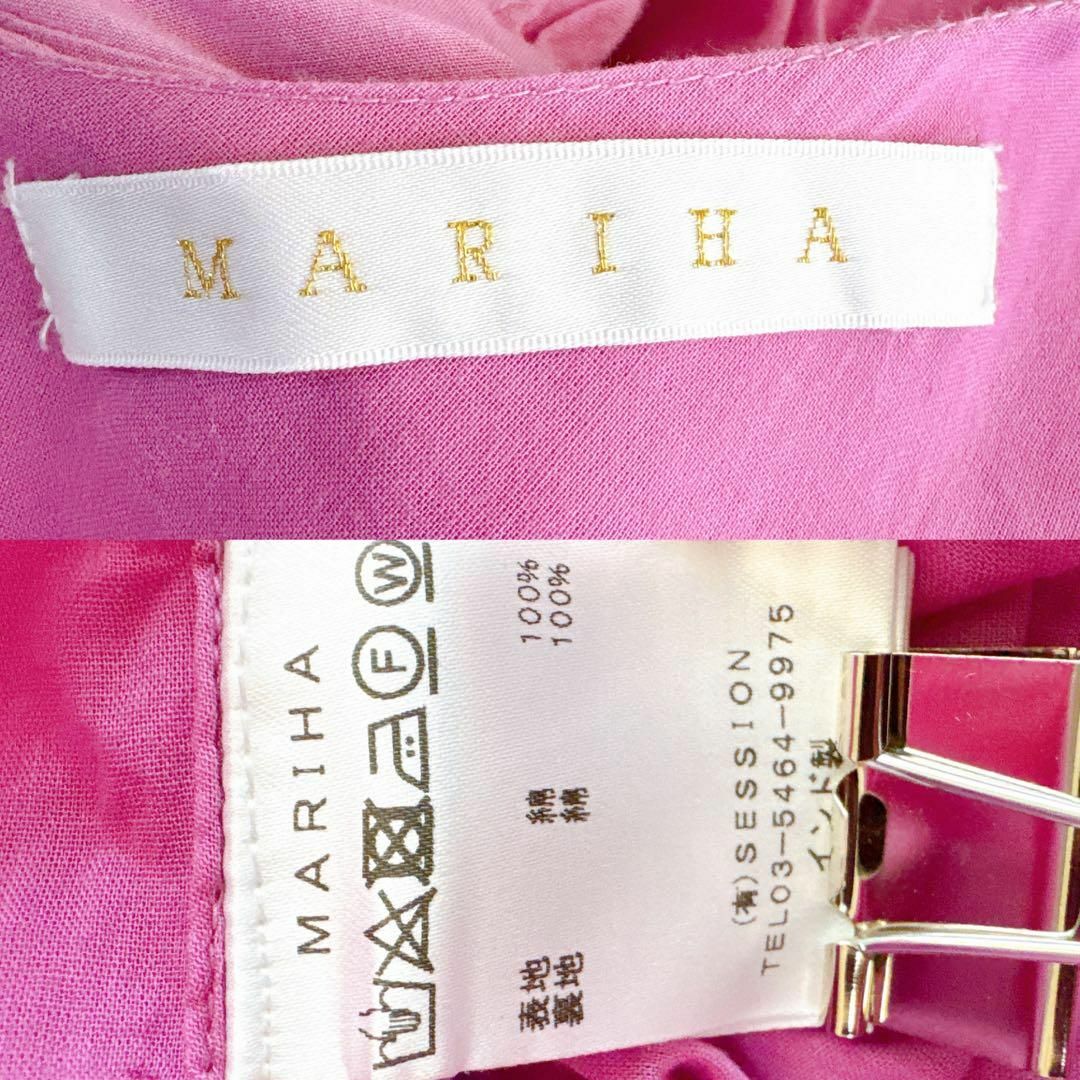 MARIHA
MARIHA
W
F
表地 綿 100%
裏地 綿 100%
(有)SESSION
TEL03-5464-9975
インド製